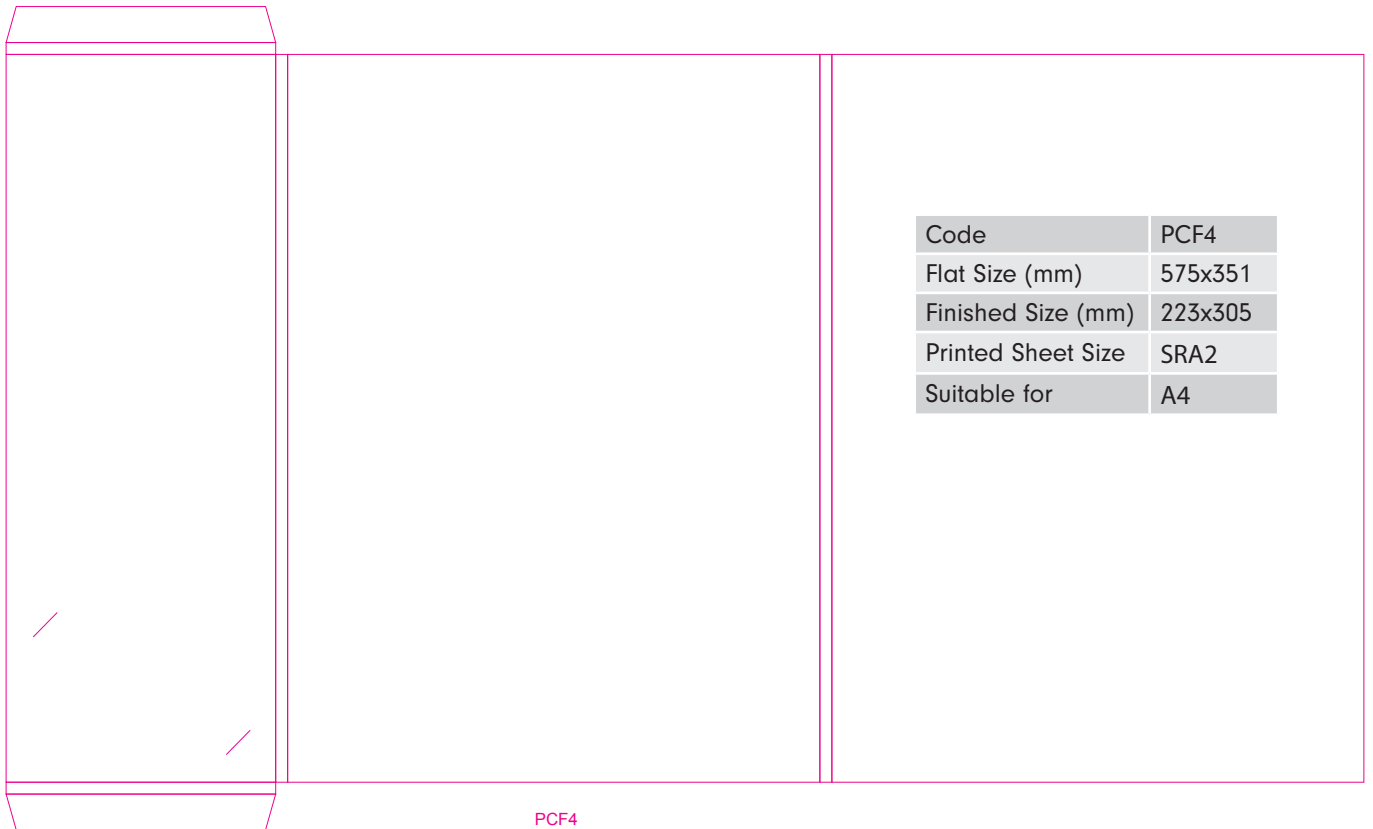 Code PCF4
Flat Size (mm) 575x351
Finished Size (mm) 223x305
Printed Sheet Size SRA2
Suitable for A4
PCF4